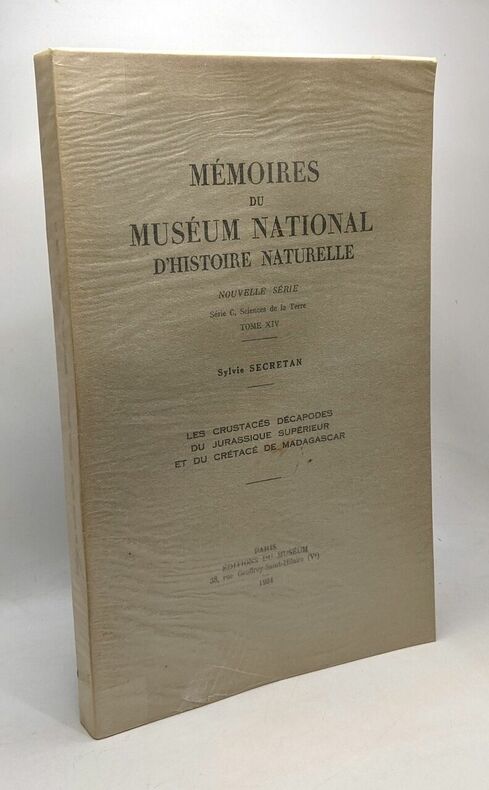 MÉMOIRES
DU
MUSÉUM NATIONAL
D'HISTOIRE NATURELLE
NOUVELLE SÉRIE
Série C, Sciences de la Terre
TOME XIV
Sylvie SECRETAN
LES CRUSTACÉS DÉCAPODES
DU JURASSIQUE SUPÉRIEUR
ET DU CRÉTACÉ DE MADAGASCAR
PARIS
ÉDITIONS DU MUSÉUM
38, rue Geoffroy-Saint-Hilaire (Vᵉ)
1964